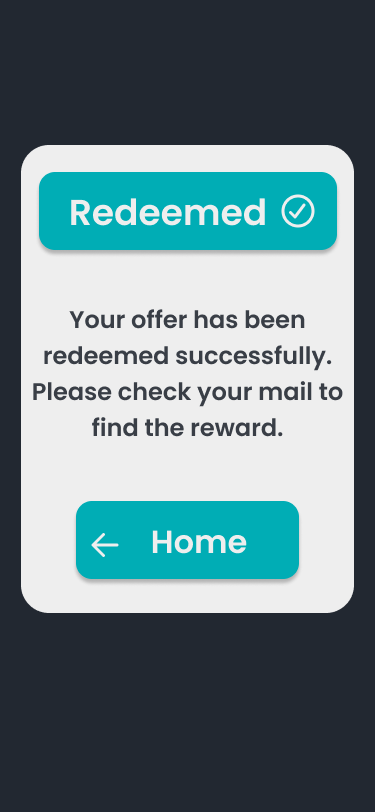 Redeemed
Your offer has been
redeemed successfully.
Please check your mail to
find the reward.
Home